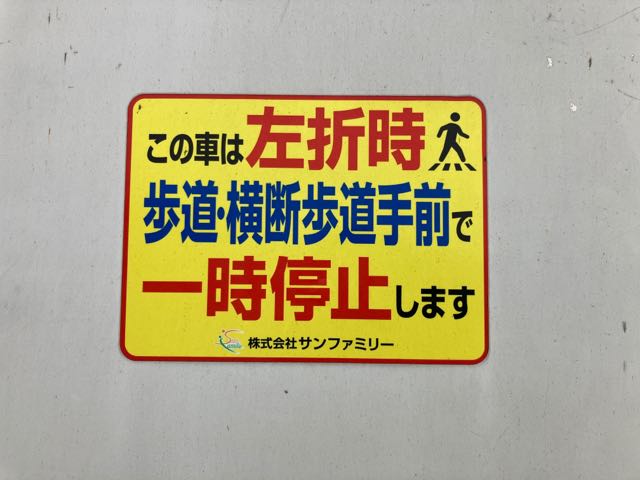 この車は左折時
歩道・横断歩道手前で
一時停止します
株式会社サンファミリー